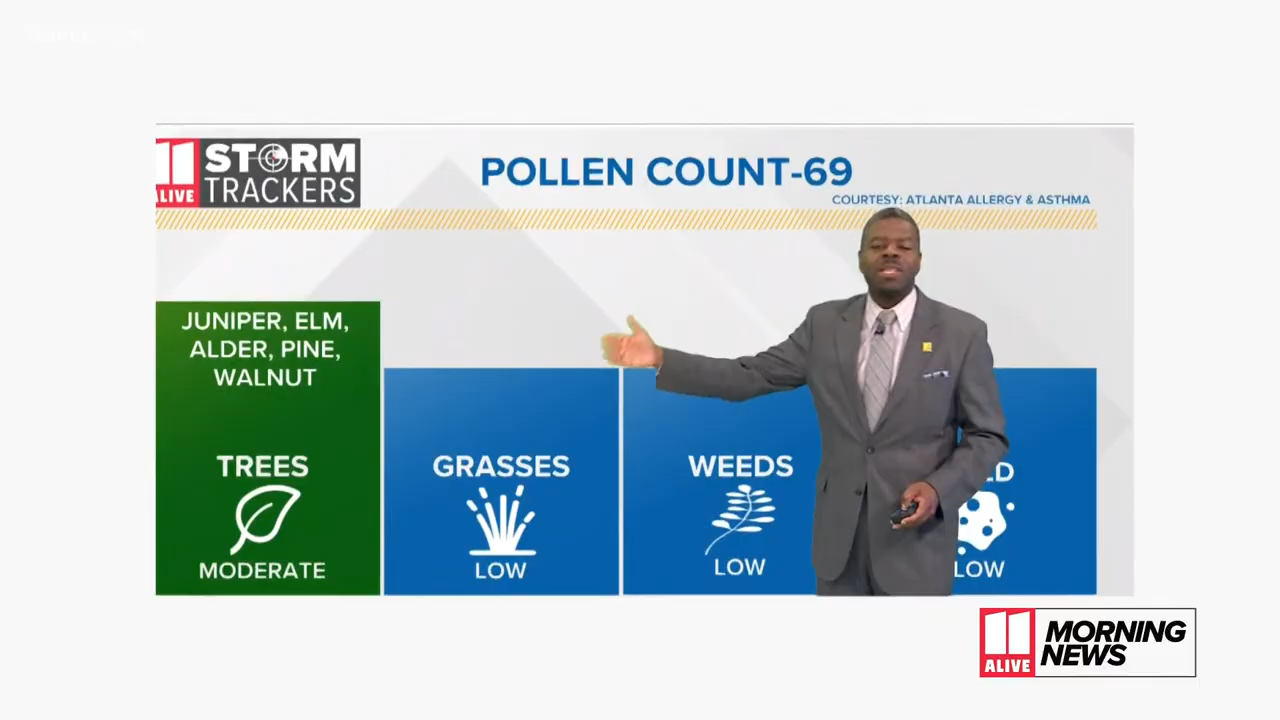 11 ALIVE
STORM
TRACKERS
POLLEN COUNT-69
COURTESY: ATLANTA ALLERGY & ASTHMA
JUNIPER, ELM,
ALDER, PINE,
WALNUT
TREES
MODERATE
GRASSES
LOW
WEEDS
LOW
LOW
11 ALIVE
MORNING
NEWS